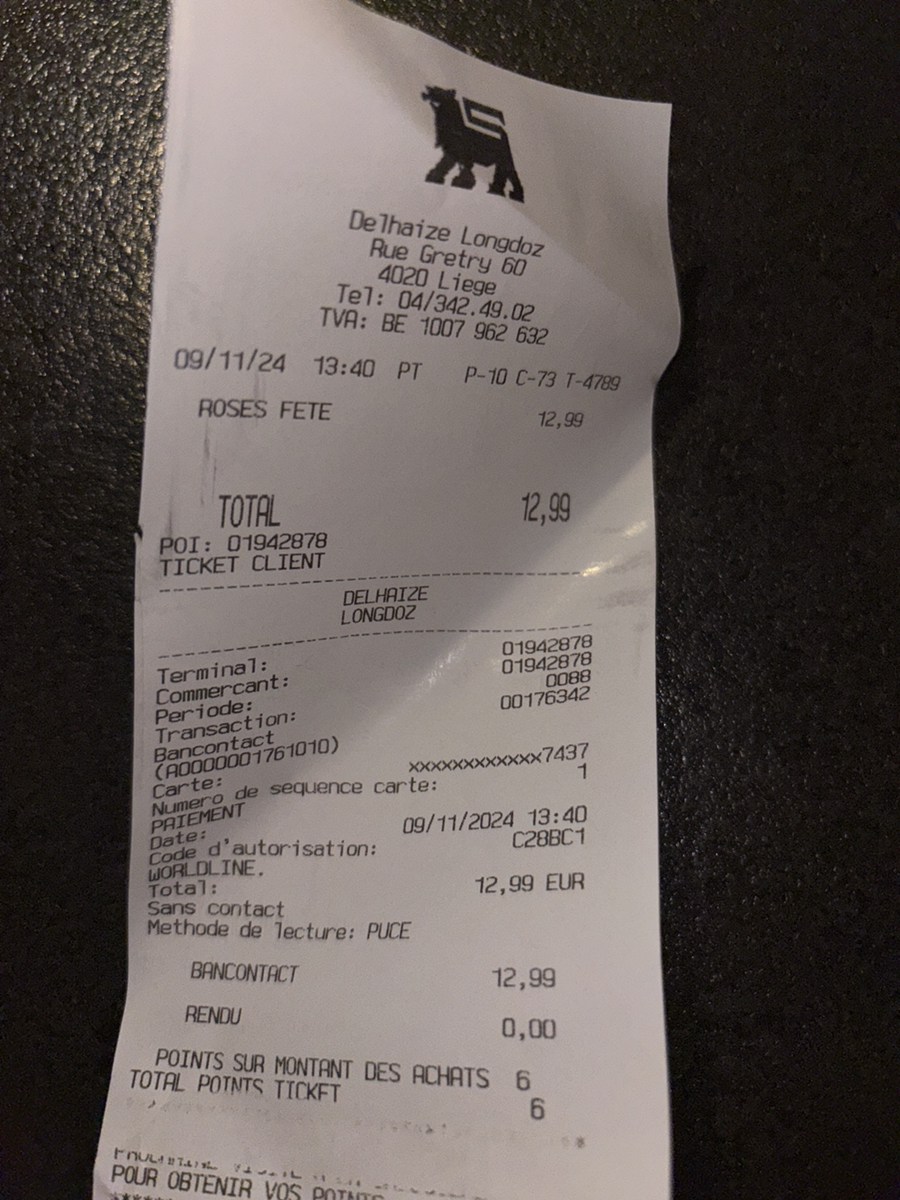 Delhaize Longdoz
Rue Gretry 60
4020 Liege
Tel: 04/342.49.02
TVA: BE 1007 962 632
09/11/24 13:40 PT P-10 C-73 T-4789
ROSES FETE 12,99
TOTAL 12,99
POI: 01942878
TICKET CLIENT
DELHAIZE
LONGDOZ
Terminal: 01942878
Commercant: 01942878
Periode: 0088
Transaction: 00176342
Bancontact
(A0000001761010)
Carte: xxxxxxxxxxxx7437
Numero de sequence carte: 1
PAIEMENT
Date: 09/11/2024 13:40
Code d'autorisation: C28BC1
WORLDLINE.
Total: 12,99 EUR
Sans contact
Methode de lecture: PUCE
BANCONTACT 12,99
RENDU 0,00
POINTS SUR MONTANT DES ACHATS 6
TOTAL POINTS TICKET 6
POUR OBTENIR VOS POINTS